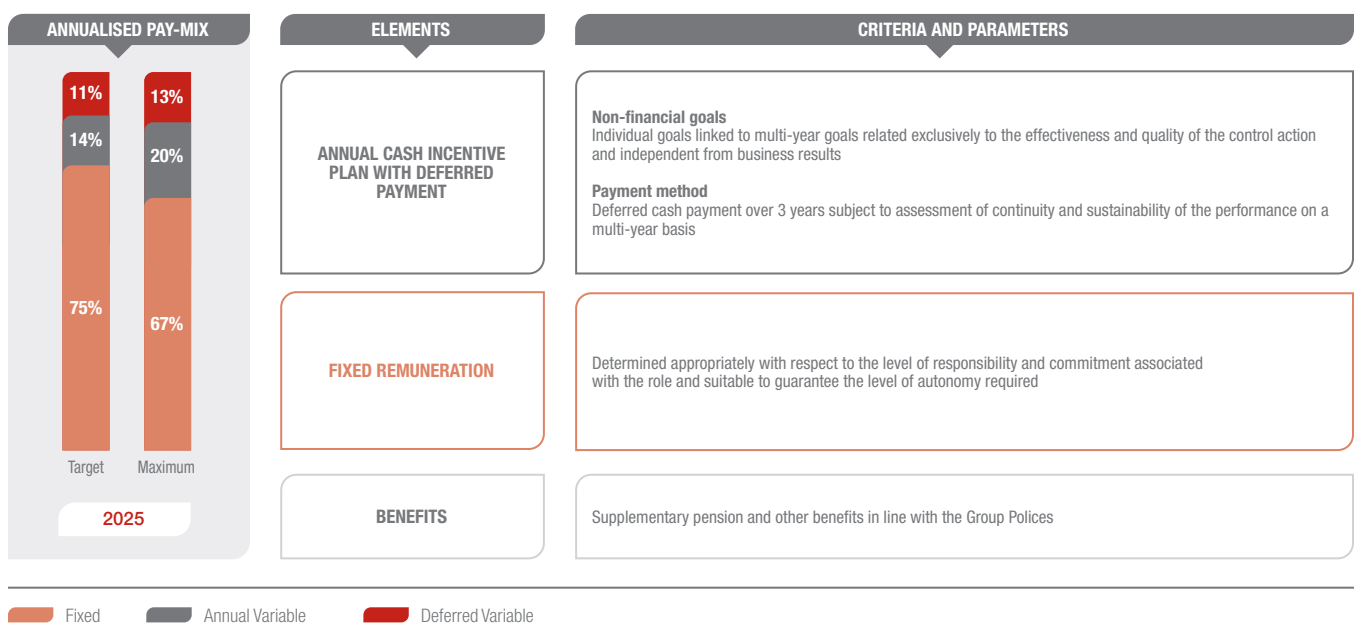 ANNUALISED PAY-MIX
11%
14%
75%
Target
13%
20%
67%
Maximum
2025
ELEMENTS
CRITERIA AND PARAMETERS
ANNUAL CASH INCENTIVE
PLAN WITH DEFERRED
PAYMENT
Non-financial goals
Individual goals linked to multi-year goals related exclusively to the effectiveness and quality of the control action
and independent from business results
Payment method
Deferred cash payment over 3 years subject to assessment of continuity and sustainability of the performance on a
multi-year basis
FIXED REMUNERATION
Determined appropriately with respect to the level of responsibility and commitment associated
with the role and suitable to guarantee the level of autonomy required
BENEFITS
Supplementary pension and other benefits in line with the Group Polices
Fixed
Annual Variable
Deferred Variable